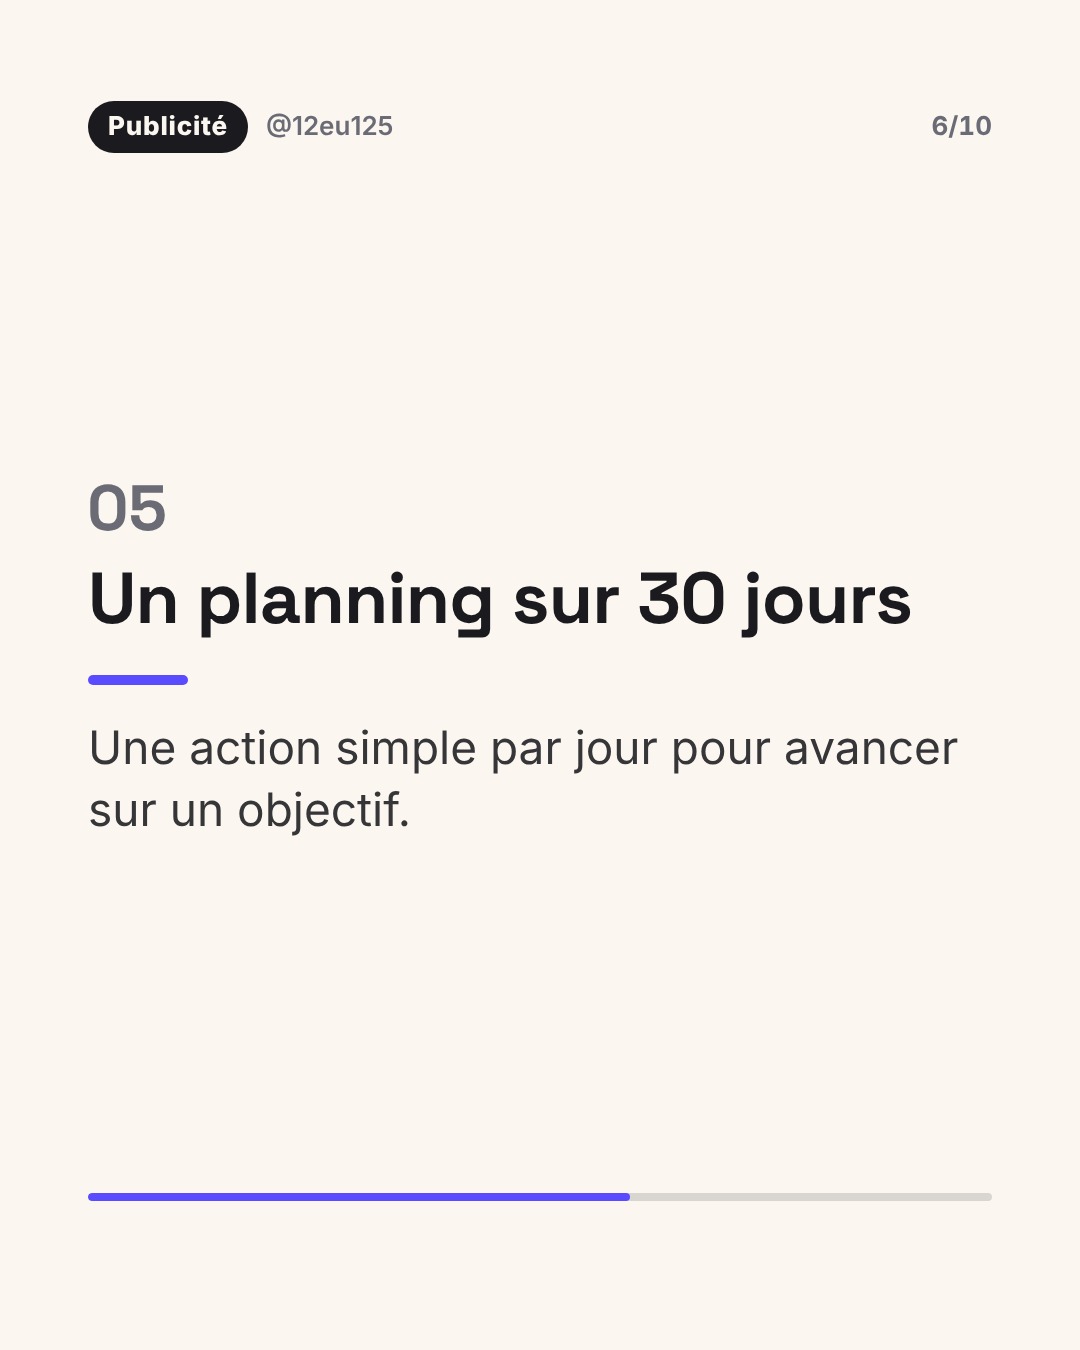 Publicité @12eu125 6/10
05
Un planning sur 30 jours
Une action simple par jour pour avancer
sur un objectif.